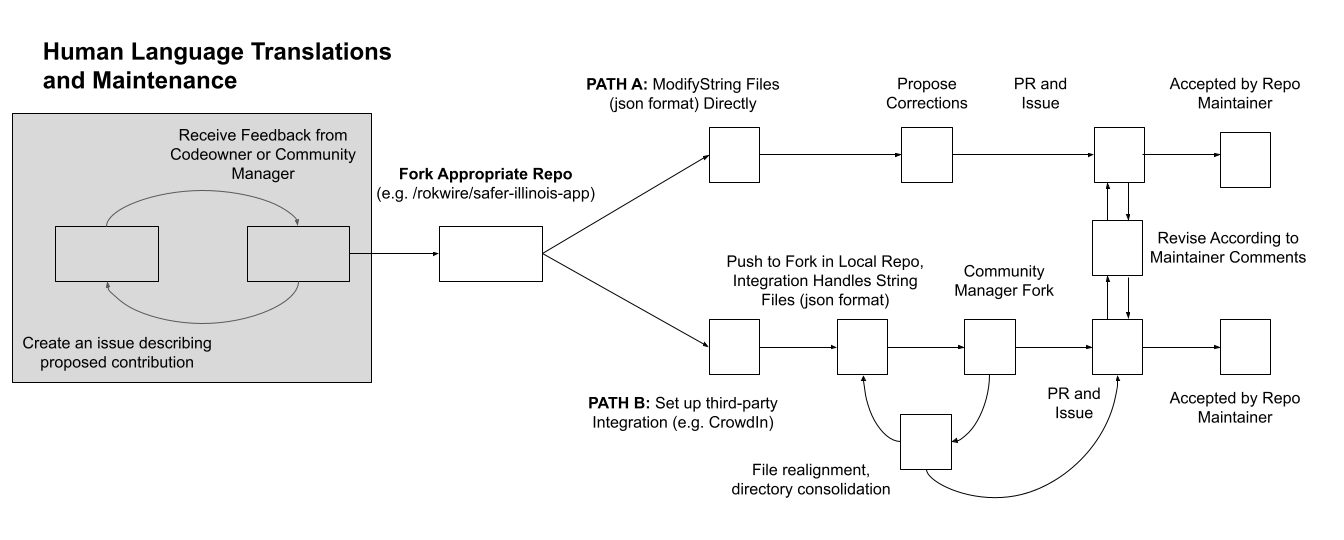 Human Language Translations
and Maintenance
Receive Feedback from
Codeowner or Community
Manager
Create an issue describing
proposed contribution
Fork Appropriate Repo
(e.g. /rokwire/safer-illinois-app)
PATH A: ModifyString Files
(json format) Directly
Propose
Corrections
PR and
Issue
Accepted by Repo
Maintainer
Revise According to
Maintainer Comments
Push to Fork in Local Repo,
Integration Handles String
Files (json format)
Community
Manager Fork
PATH B: Set up third-party
Integration (e.g. CrowdIn)
PR and
Issue
Accepted by Repo
Maintainer
File realignment,
directory consolidation